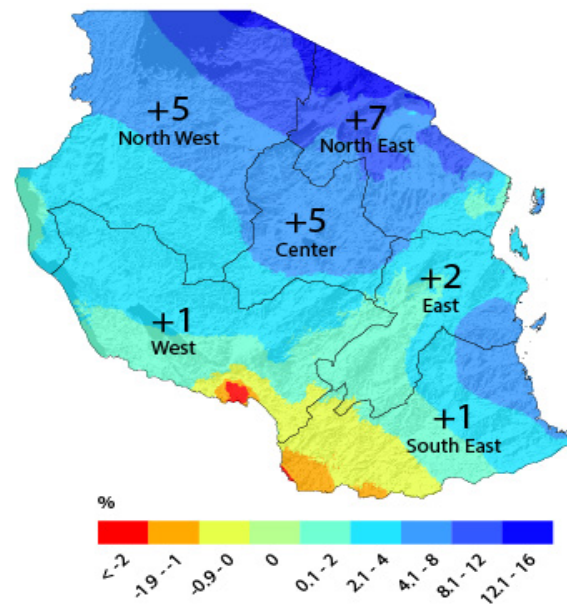 +5
North West
+7
North East
+5
Center
+2
East
+1
West
+1
South East
%
< -2
-1.9 --1
-0.9 - 0
0
0.1 - 2
2.1 - 4
4.1 - 8
8.1 - 12
12.1 - 16